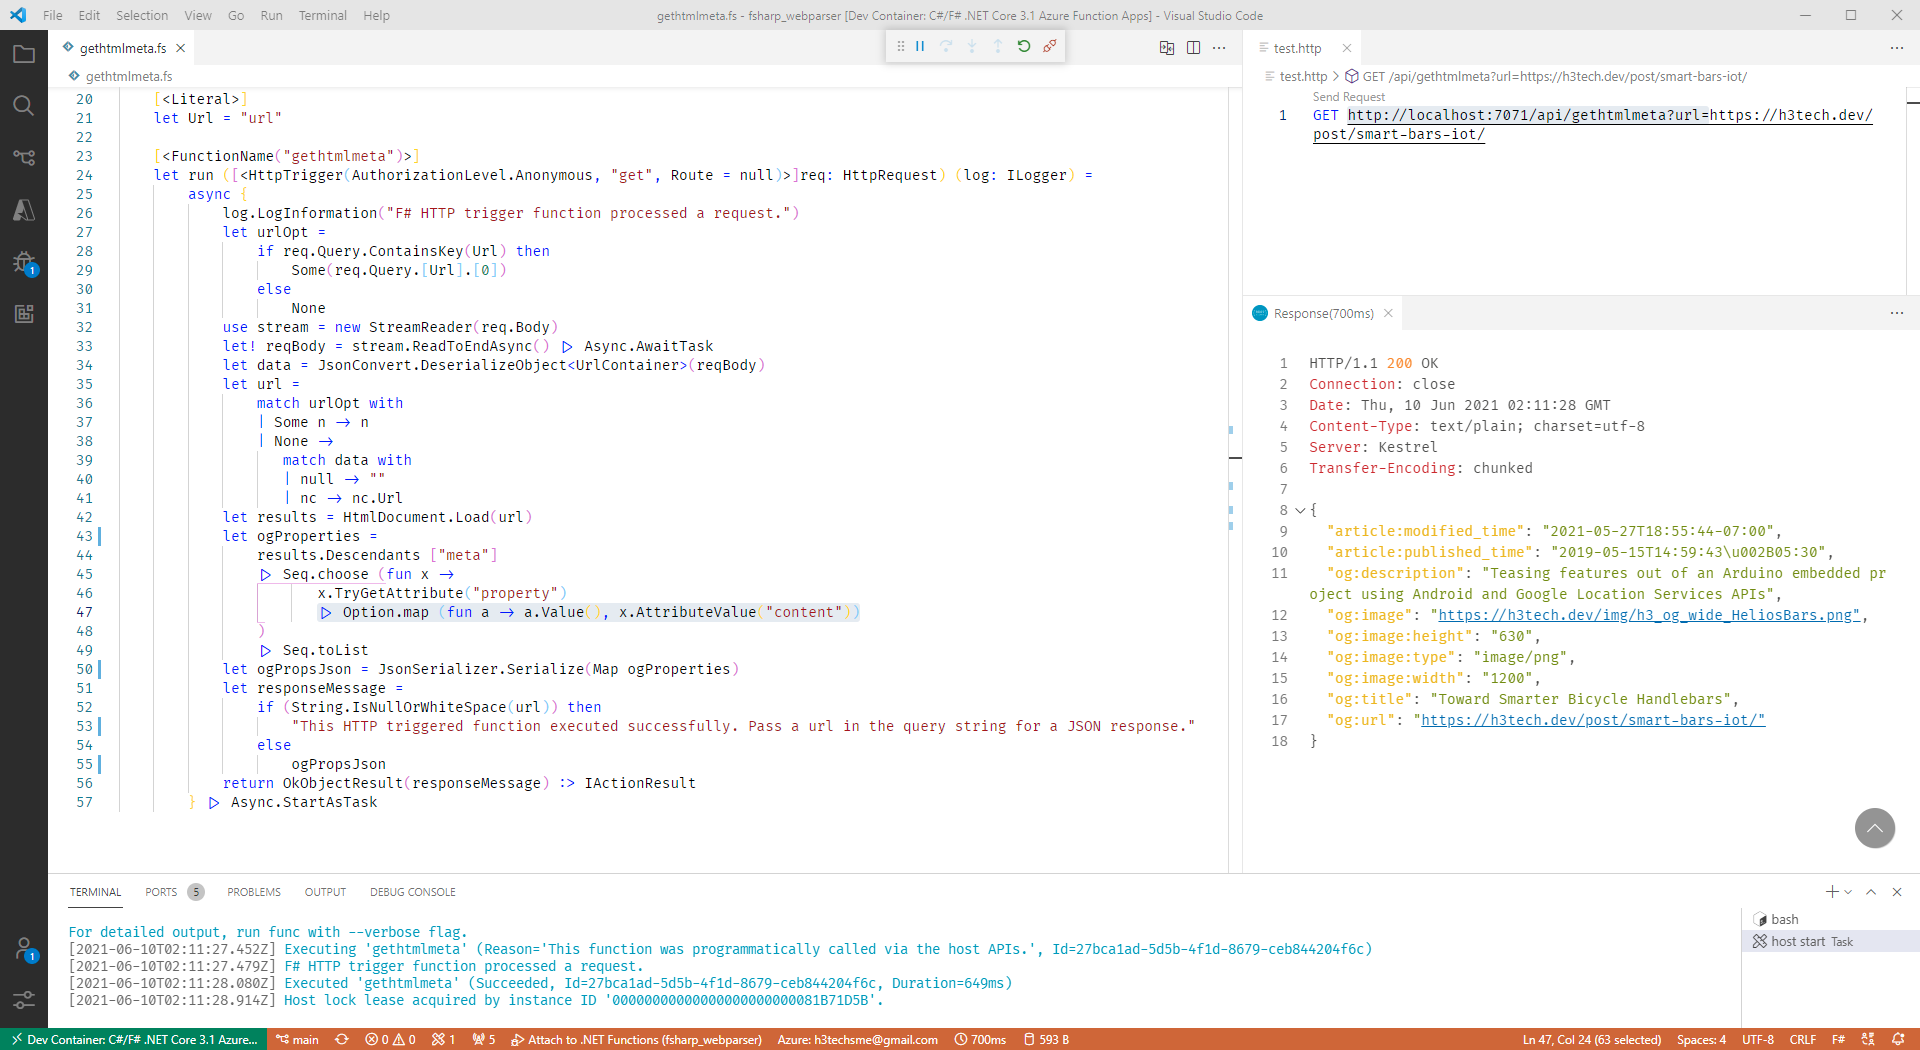 File Edit Selection View Go Run Terminal Help
gethtmlmeta.fs - fsharp_webparser [Dev Container: C#/F# .NET Core 3.1 Azure Function Apps] - Visual Studio Code
gethtmlmeta.fs
gethtmlmeta.fs
20 [<Literal>]
21 let Url = "url"
22
23 [<FunctionName("gethtmlmeta")>]
24 let run ([<HttpTrigger(AuthorizationLevel.Anonymous, "get", Route = null)>]req: HttpRequest) (log: ILogger) =
25 async {
26 log.LogInformation("F# HTTP trigger function processed a request.")
27 let urlOpt =
28 if req.Query.ContainsKey(Url) then
29 Some(req.Query.[Url].[0])
30 else
31 None
32 use stream = new StreamReader(req.Body)
33 let! reqBody = stream.ReadToEndAsync() ▷ Async.AwaitTask
34 let data = JsonConvert.DeserializeObject<UrlContainer>(reqBody)
35 let url =
36 match urlOpt with
37 | Some n → n
38 | None →
39 match data with
40 | null → ""
41 | nc → nc.Url
42 let results = HtmlDocument.Load(url)
43 let ogProperties =
44 results.Descendants ["meta"]
45 ▷ Seq.choose (fun x →
46 x.TryGetAttribute("property")
47 ▷ Option.map (fun a → a.Value(), x.AttributeValue("content"))
48 )
49 ▷ Seq.toList
50 let ogPropsJson = JsonSerializer.Serialize(Map ogProperties)
51 let responseMessage =
52 if (String.IsNullOrWhiteSpace(url)) then
53 "This HTTP triggered function executed successfully. Pass a url in the query string for a JSON response."
54 else
55 ogPropsJson
56 return OkObjectResult(responseMessage) :> IActionResult
57 } ▷ Async.StartAsTask
test.http
test.http > GET /api/gethtmlmeta?url=https://h3tech.dev/post/smart-bars-iot/
Send Request
1 GET http://localhost:7071/api/gethtmlmeta?url=https://h3tech.dev/
post/smart-bars-iot/
Response(700ms)
1 HTTP/1.1 200 OK
2 Connection: close
3 Date: Thu, 10 Jun 2021 02:11:28 GMT
4 Content-Type: text/plain; charset=utf-8
5 Server: Kestrel
6 Transfer-Encoding: chunked
7
8 {
9 "article:modified_time": "2021-05-27T18:55:44-07:00",
10 "article:published_time": "2019-05-15T14:59:43\u002B05:30",
11 "og:description": "Teasing features out of an Arduino embedded pr
oject using Android and Google Location Services APIs",
12 "og:image": "https://h3tech.dev/img/h3_og_wide_HeliosBars.png",
13 "og:image:height": "630",
14 "og:image:type": "image/png",
15 "og:image:width": "1200",
16 "og:title": "Toward Smarter Bicycle Handlebars",
17 "og:url": "https://h3tech.dev/post/smart-bars-iot/"
18 }
TERMINAL PORTS 5 PROBLEMS OUTPUT DEBUG CONSOLE
For detailed output, run func with --verbose flag.
[2021-06-10T02:11:27.452Z] Executing 'gethtmlmeta' (Reason='This function was programmatically called via the host APIs.', Id=27bca1ad-5d5b-4f1d-8679-ceb844204f6c)
[2021-06-10T02:11:27.479Z] F# HTTP trigger function processed a request.
[2021-06-10T02:11:28.080Z] Executed 'gethtmlmeta' (Succeeded, Id=27bca1ad-5d5b-4f1d-8679-ceb844204f6c, Duration=649ms)
[2021-06-10T02:11:28.914Z] Host lock lease acquired by instance ID '00000000000000000000000081B71D5B'.
bash
host start Task
1
1
Dev Container: C#/F# .NET Core 3.1 Azure... main 0 0 1 5 Attach to .NET Functions (fsharp_webparser) Azure: h3techsme@gmail.com 700ms 593 B Ln 47, Col 24 (63 selected) Spaces: 4 UTF-8 CRLF F#